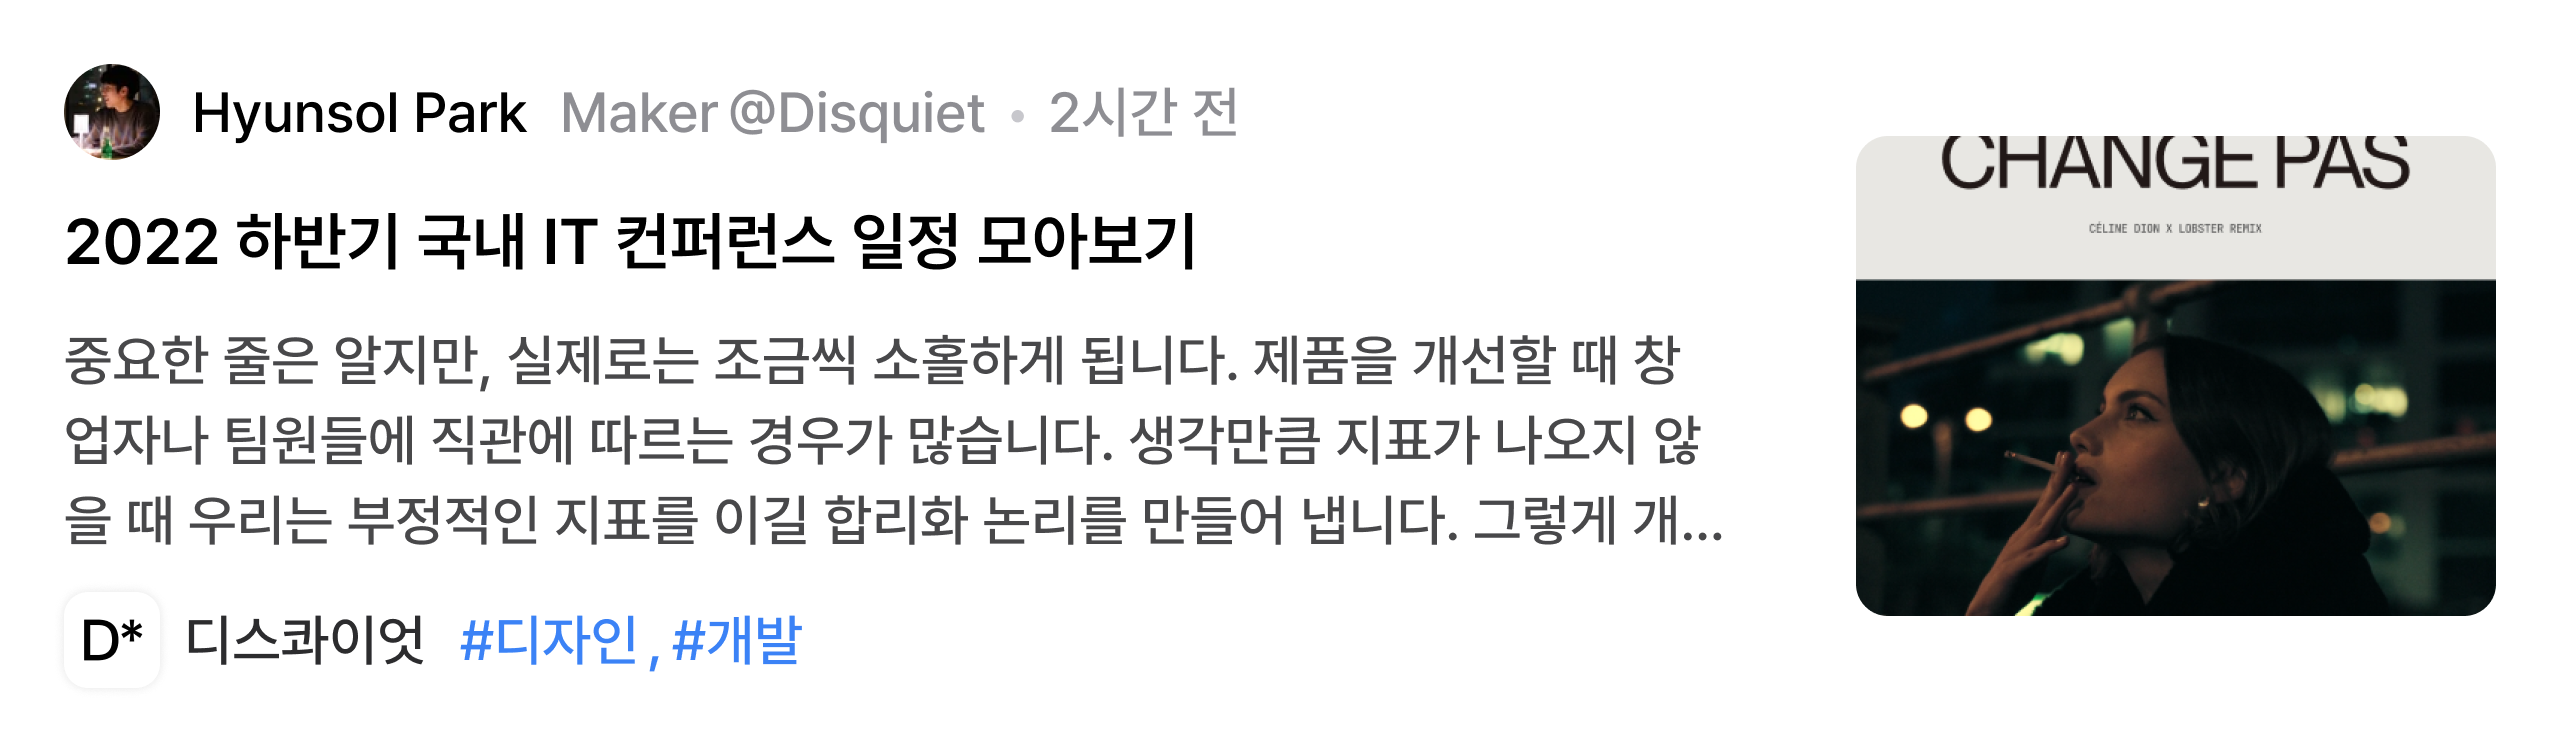 Hyunsol Park Maker @Disquiet • 2시간 전
2022 하반기 국내 IT 컨퍼런스 일정 모아보기
중요한 줄은 알지만, 실제로는 조금씩 소홀하게 됩니다. 제품을 개선할 때 창
업자나 팀원들에 직관에 따르는 경우가 많습니다. 생각만큼 지표가 나오지 않
을 때 우리는 부정적인 지표를 이길 합리화 논리를 만들어 냅니다. 그렇게 개...
D* 디스콰이엇 #디자인, #개발
CHANGE PAS
CÉLINE DION X LOBSTER REMIX